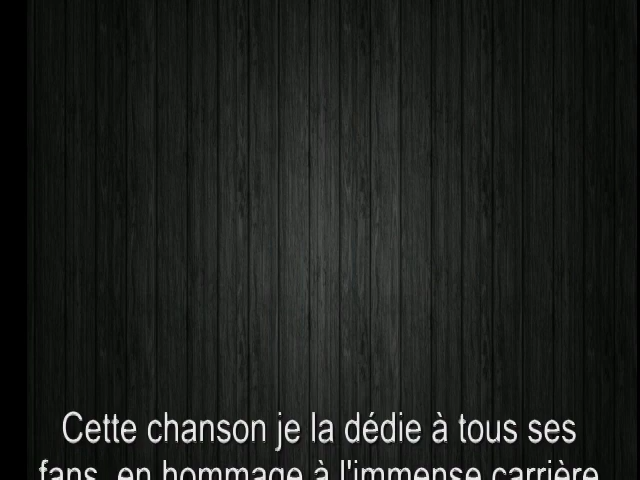 Cette chanson je la dédie à tous ses
fans, en hommage à l'immense carrière